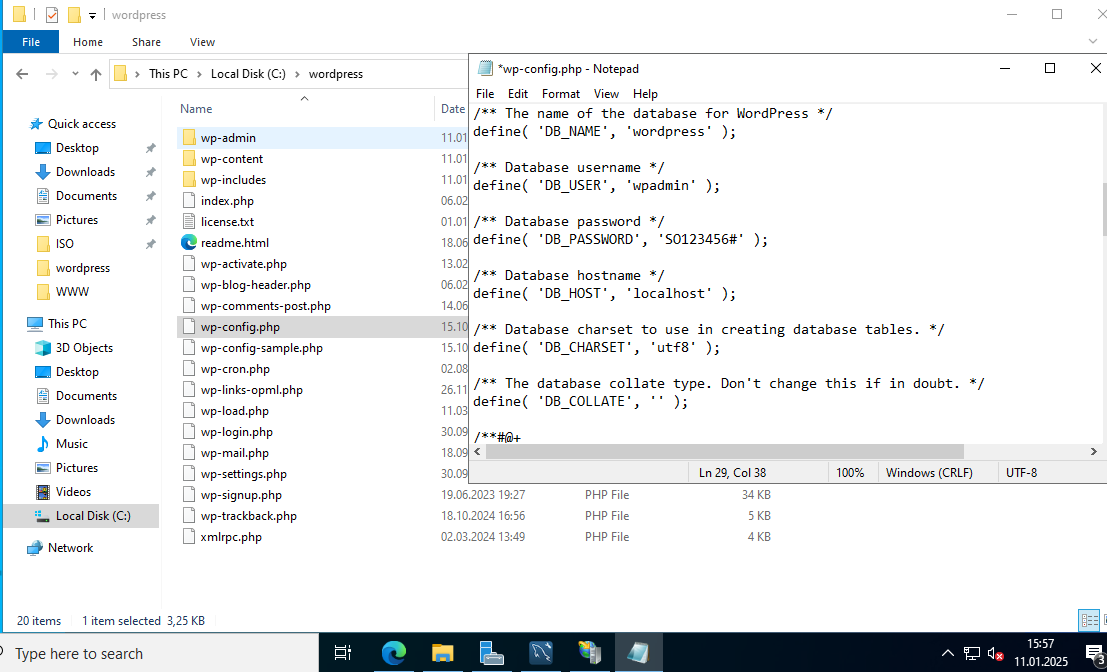 wordpress
File Home Share View
This PC Local Disk (C:) wordpress
Name Date
Quick access
Desktop
Downloads
Documents
Pictures
ISO
wordpress
WWW
This PC
3D Objects
Desktop
Documents
Downloads
Music
Pictures
Videos
Local Disk (C:)
Network
wp-admin 11.01
wp-content 11.01
wp-includes 11.01
index.php 06.02
license.txt 01.01
readme.html 18.06
wp-activate.php 13.02
wp-blog-header.php 06.02
wp-comments-post.php 14.06
wp-config.php 15.10
wp-config-sample.php 15.10
wp-cron.php 02.08
wp-links-opml.php 26.11
wp-load.php 11.03
wp-login.php 30.09
wp-mail.php 18.09
wp-settings.php 30.09
wp-signup.php 19.06.2023 19:27 PHP File 34 KB
wp-trackback.php 18.10.2024 16:56 PHP File 5 KB
xmlrpc.php 02.03.2024 13:49 PHP File 4 KB
*wp-config.php - Notepad
File Edit Format View Help
/** The name of the database for WordPress */
define( 'DB_NAME', 'wordpress' );
/** Database username */
define( 'DB_USER', 'wpadmin' );
/** Database password */
define( 'DB_PASSWORD', 'SO123456#' );
/** Database hostname */
define( 'DB_HOST', 'localhost' );
/** Database charset to use in creating database tables. */
define( 'DB_CHARSET', 'utf8' );
/** The database collate type. Don't change this if in doubt. */
define( 'DB_COLLATE', '' );
/**#@+
Ln 29, Col 38 100% Windows (CRLF) UTF-8
20 items 1 item selected 3,25 KB
Type here to search
15:57
11.01.2025
3